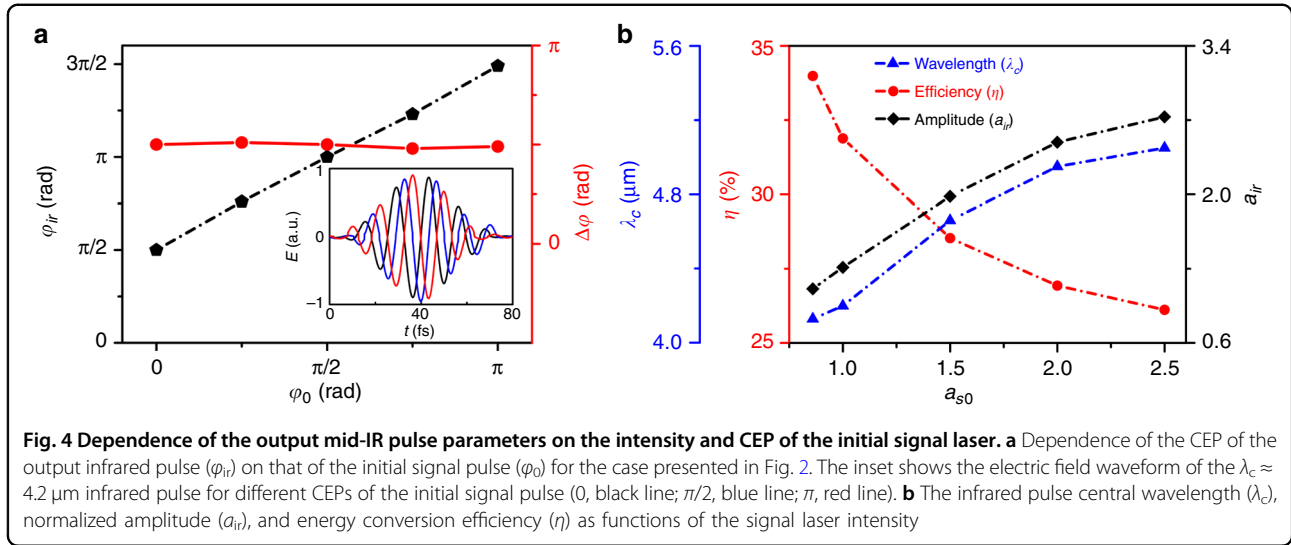 a
φir (rad)
3π/2
π
π/2
0
0
π/2
π
φ0 (rad)
π
0
π
Δφ (rad)
E (a.u.)
1
0
−1
0
40
80
t (fs)
b
λc (μm)
5.6
4.8
4.0
η (%)
35
30
25
Wavelength (λc)
Efficiency (η)
Amplitude (air)
3.4
2.0
0.6
air
1.0
1.5
2.0
2.5
as0
Fig. 4 Dependence of the output mid-IR pulse parameters on the intensity and CEP of the initial signal laser. a Dependence of the CEP of the
output infrared pulse (φir) on that of the initial signal pulse (φ0) for the case presented in Fig. 2. The inset shows the electric field waveform of the λc ≈
4.2 μm infrared pulse for different CEPs of the initial signal pulse (0, black line; π/2, blue line; π, red line). b The infrared pulse central wavelength (λc),
normalized amplitude (air), and energy conversion efficiency (η) as functions of the signal laser intensity